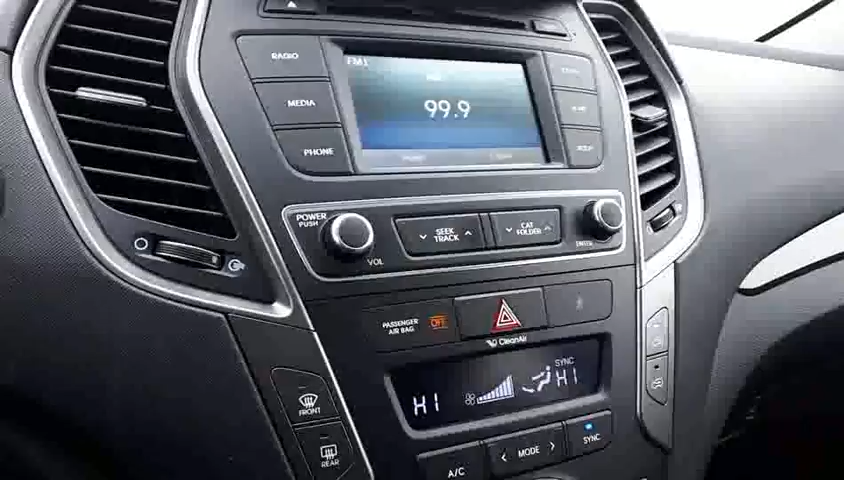 RADIO
MEDIA
PHONE
FM1
99.9
SETUP
POWER
PUSH
VOL
SEEK
TRACK
CAT
FOLDER
ENTER
PASSENGER
AIR BAG
OFF
CleanAir
HI
SYNC
HI
FRONT
REAR
A/C
MODE
SYNC